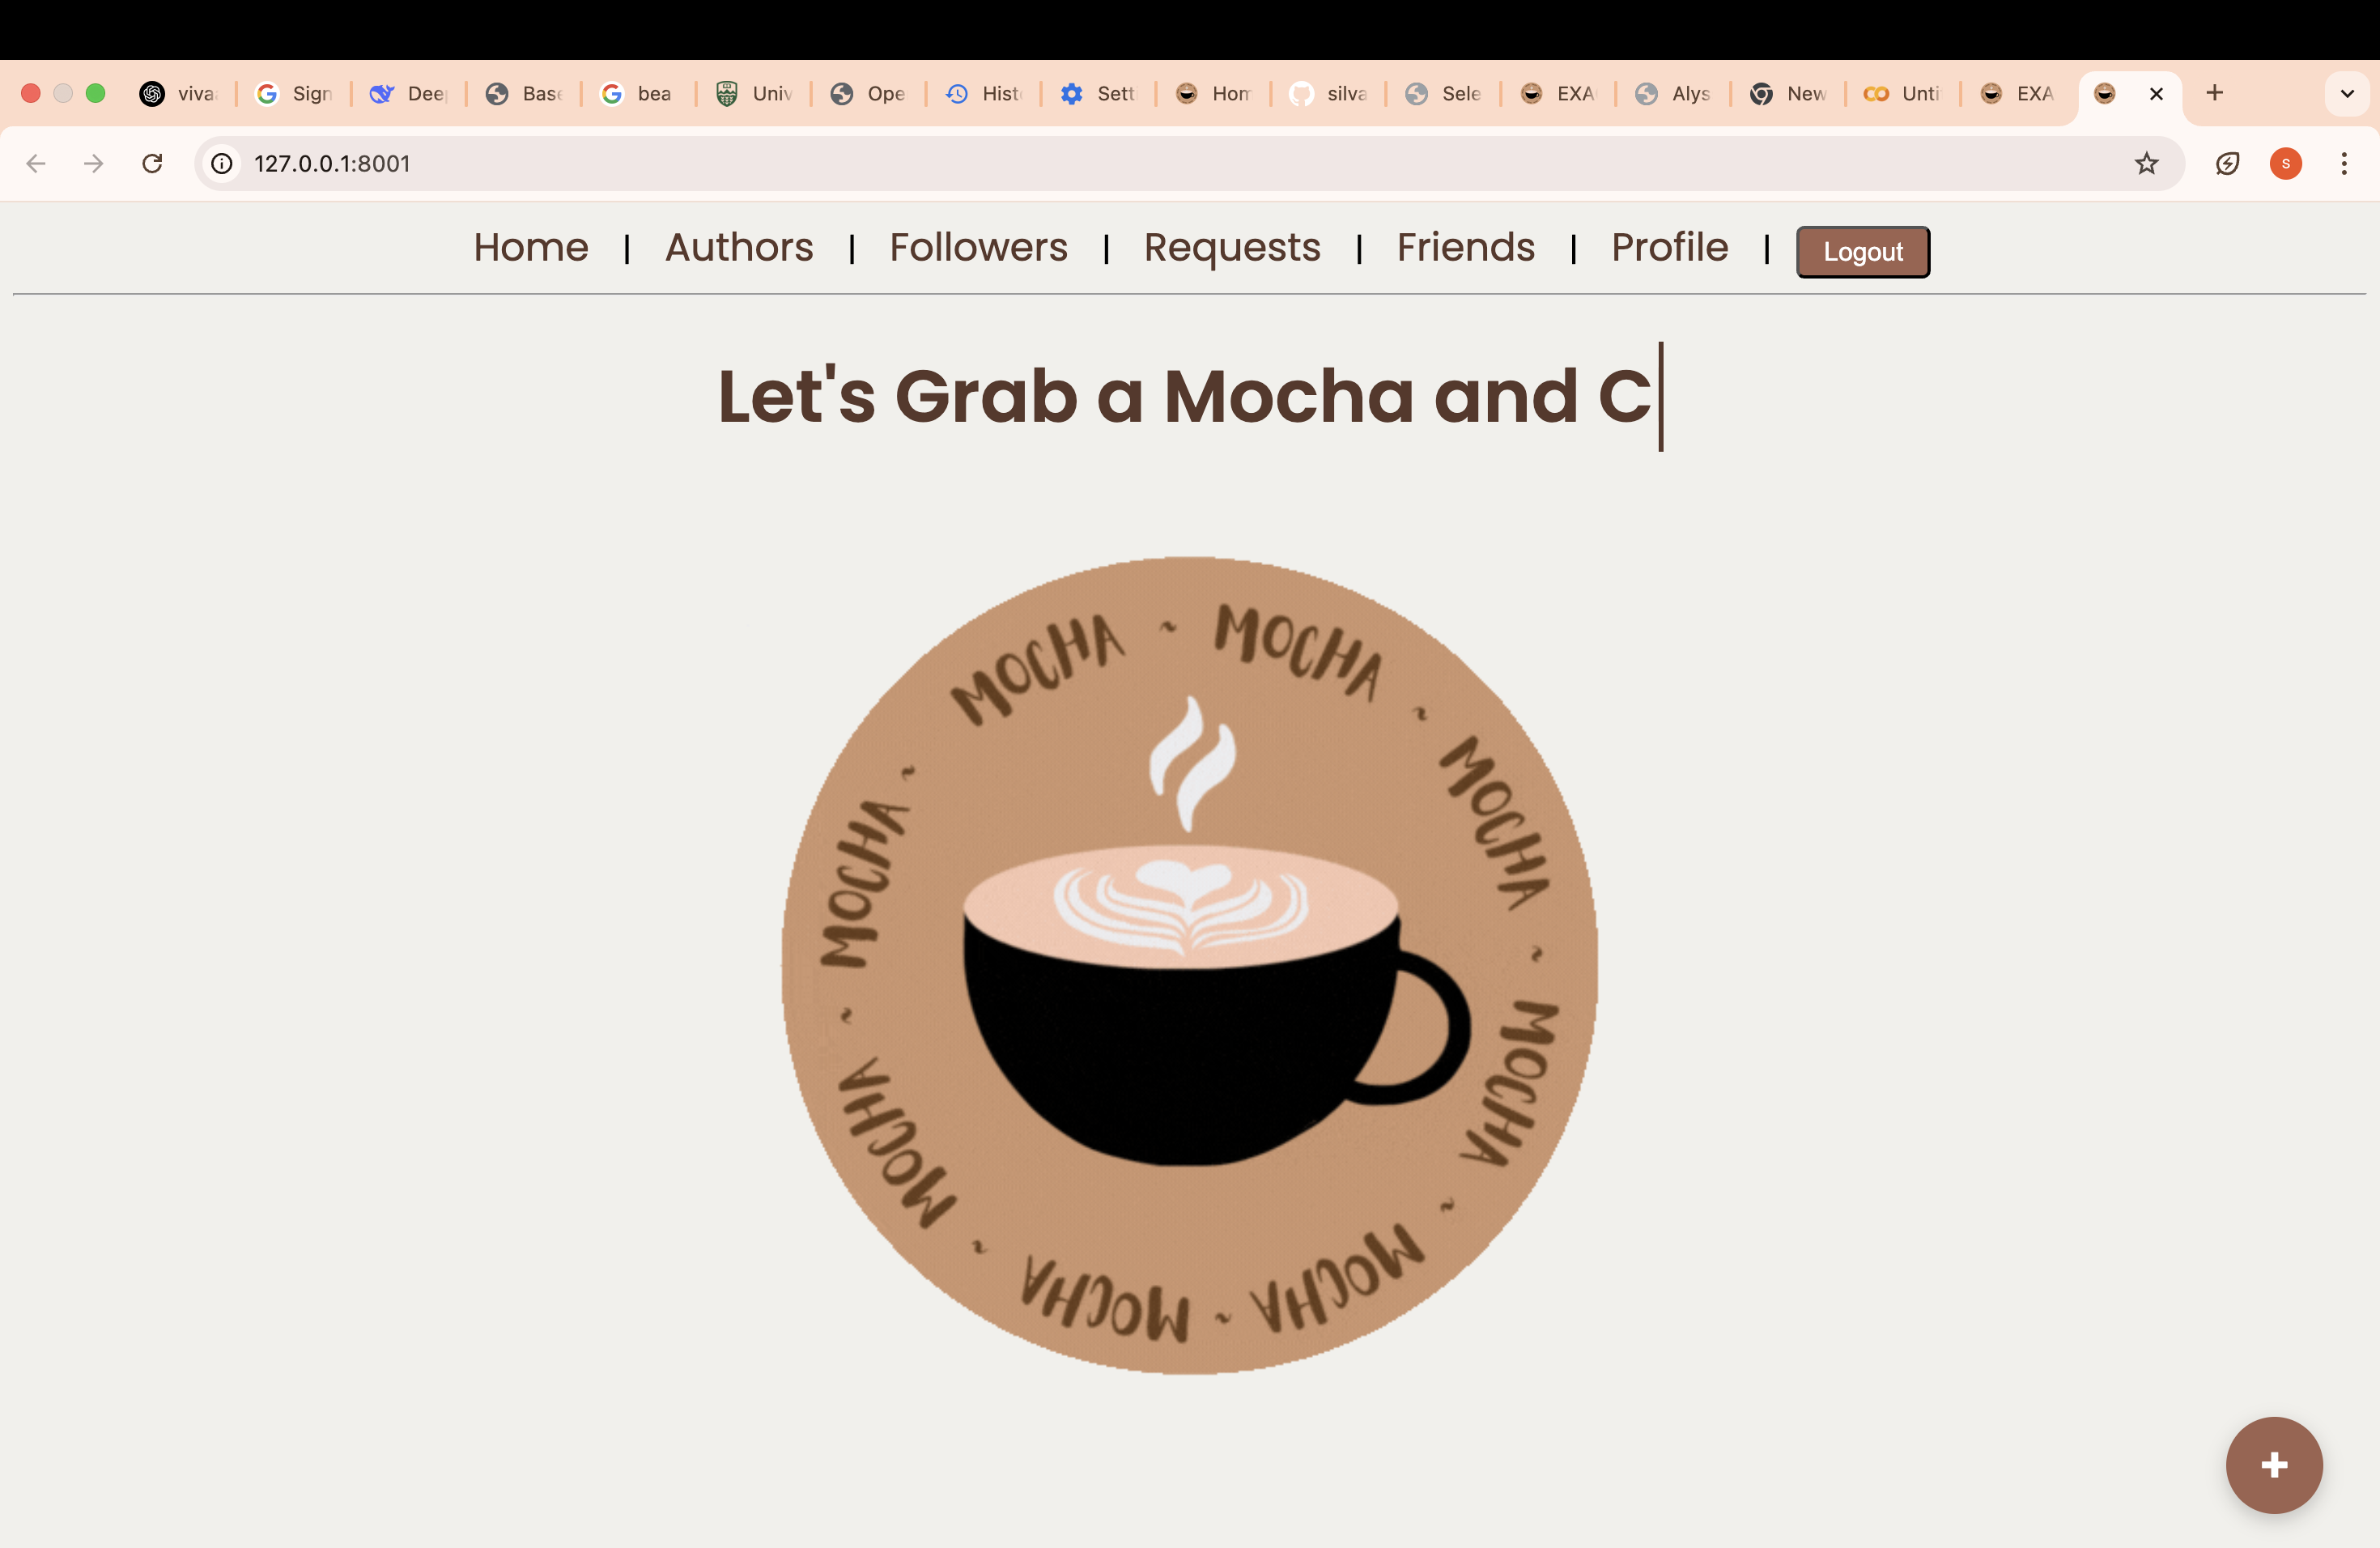 viva
Sign
Deep
Base
bea
Univ
Ope
Hist
Sett
Hom
silva
Sele
EXA
Alys
New
Unti
EXA
127.0.0.1:8001
S
Home | Authors | Followers | Requests | Friends | Profile | Logout
Let's Grab a Mocha and C
MOCHA ~ MOCHA ~ MOCHA ~ MOCHA ~ MOCHA ~ MOCHA ~ MOCHA ~ MOCHA ~